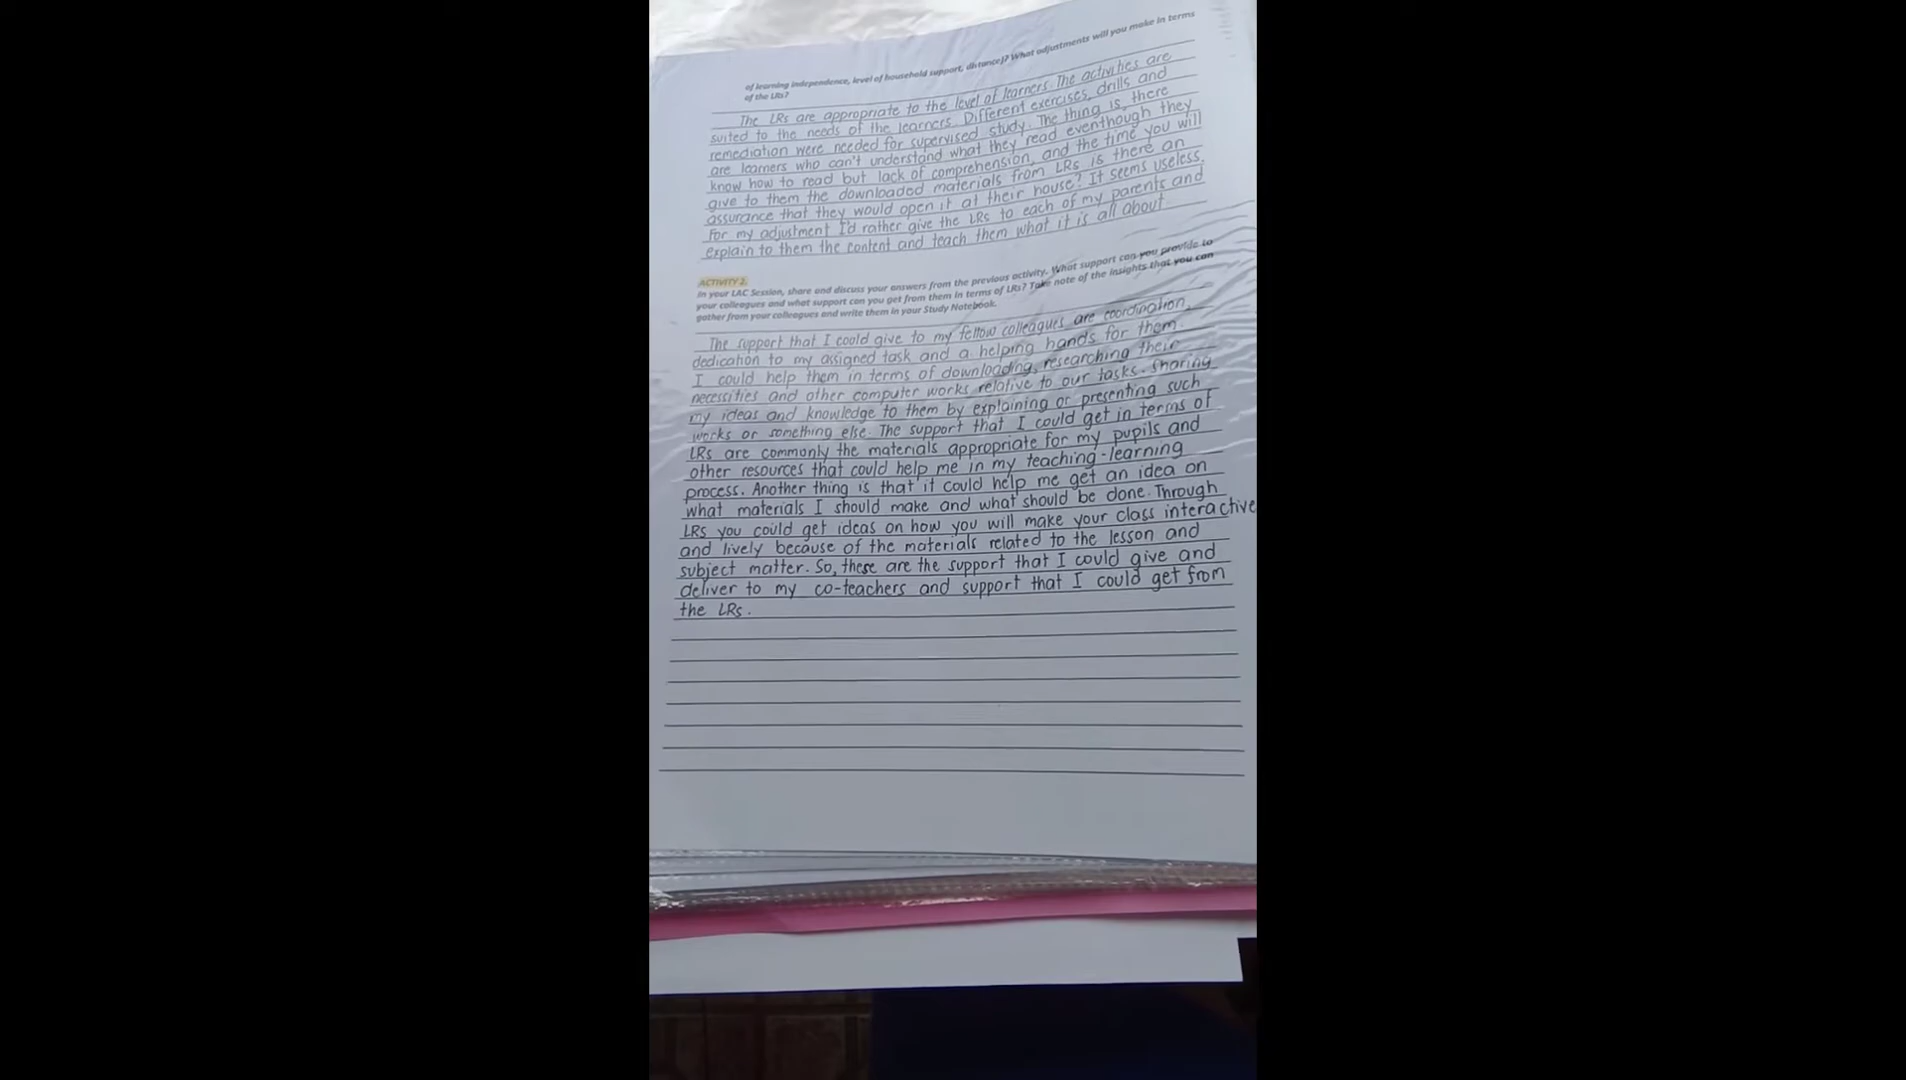 of learning independence, level of household support, distance)? What adjustments will you make in terms
of the LRs?
The LRs are appropriate to the level of learners. The activities are
suited to the needs of the learners. Different exercises, drills and
remediation were needed for supervised study. The thing is, there
are learners who can't understand what they read eventhough they
know how to read but lack of comprehension, and the time you will
give to them the downloaded materials from LRs is there an
assurance that they would open it at their house? It seems useless.
For my adjustment I'd rather give the LRs to each of my parents and
explain to them the content and teach them what it is all about.
ACTIVITY 2.
In your LAC Session, share and discuss your answers from the previous activity. What support can you provide to
your colleagues and what support can you get from them in terms of LRs? Take note of the insights that you can
gather from your colleagues and write them in your Study Notebook.
The support that I could give to my fellow colleagues are coordination,
dedication to my assigned task and a helping hands for them.
I could help them in terms of downloading, researching their
necessities and other computer works relative to our tasks. Sharing
my ideas and knowledge to them by explaining or presenting such
works or something else. The support that I could get in terms of
LRs are commonly the materials appropriate for my pupils and
other resources that could help me in my teaching-learning
process. Another thing is that it could help me get an idea on
what materials I should make and what should be done. Through
LRs you could get ideas on how you will make your class interactive
and lively because of the materials related to the lesson and
subject matter. So, these are the support that I could give and
deliver to my co-teachers and support that I could get from
the LRs.